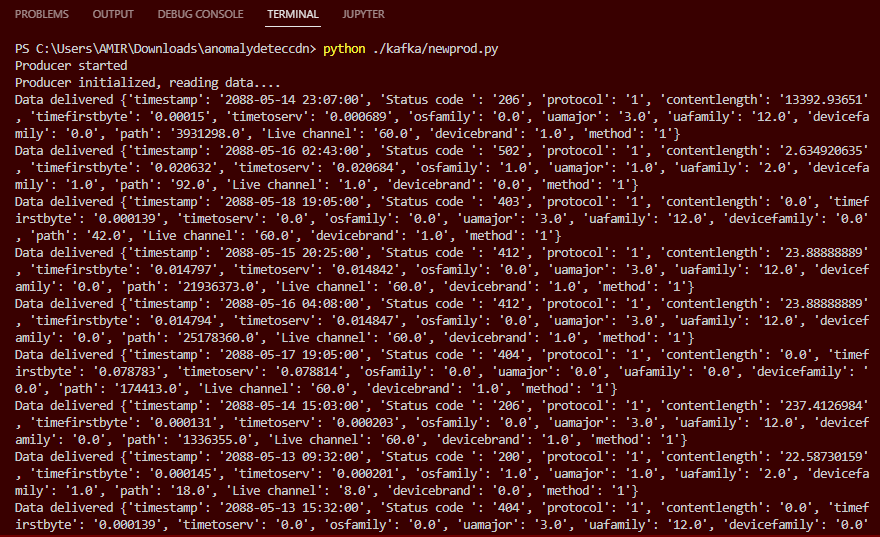 PROBLEMS OUTPUT DEBUG CONSOLE TERMINAL JUPYTER
PS C:\Users\AMIR\Downloads\anomalydeteccdn> python ./kafka/newprod.py
Producer started
Producer initialized, reading data....
Data delivered {'timestamp': '2088-05-14 23:07:00', 'Status code ': '206', 'protocol': '1', 'contentlength': '13392.93651'
, 'timefirstbyte': '0.00015', 'timetoserv': '0.000689', 'osfamily': '0.0', 'uamajor': '3.0', 'uafamily': '12.0', 'devicefa
mily': '0.0', 'path': '3931298.0', 'Live channel': '60.0', 'devicebrand': '1.0', 'method': '1'}
Data delivered {'timestamp': '2088-05-16 02:43:00', 'Status code ': '502', 'protocol': '1', 'contentlength': '2.634920635'
, 'timefirstbyte': '0.020632', 'timetoserv': '0.020684', 'osfamily': '1.0', 'uamajor': '1.0', 'uafamily': '2.0', 'devicefa
mily': '1.0', 'path': '92.0', 'Live channel': '1.0', 'devicebrand': '0.0', 'method': '1'}
Data delivered {'timestamp': '2088-05-18 19:05:00', 'Status code ': '403', 'protocol': '1', 'contentlength': '0.0', 'timef
irstbyte': '0.000139', 'timetoserv': '0.0', 'osfamily': '0.0', 'uamajor': '3.0', 'uafamily': '12.0', 'devicefamily': '0.0'
, 'path': '42.0', 'Live channel': '60.0', 'devicebrand': '1.0', 'method': '1'}
Data delivered {'timestamp': '2088-05-15 20:25:00', 'Status code ': '412', 'protocol': '1', 'contentlength': '23.88888889'
, 'timefirstbyte': '0.014797', 'timetoserv': '0.014842', 'osfamily': '0.0', 'uamajor': '3.0', 'uafamily': '12.0', 'devicef
amily': '0.0', 'path': '21936373.0', 'Live channel': '60.0', 'devicebrand': '1.0', 'method': '1'}
Data delivered {'timestamp': '2088-05-16 04:08:00', 'Status code ': '412', 'protocol': '1', 'contentlength': '23.88888889'
, 'timefirstbyte': '0.014794', 'timetoserv': '0.014847', 'osfamily': '0.0', 'uamajor': '3.0', 'uafamily': '12.0', 'devicef
amily': '0.0', 'path': '25178360.0', 'Live channel': '60.0', 'devicebrand': '1.0', 'method': '1'}
Data delivered {'timestamp': '2088-05-17 19:05:00', 'Status code ': '404', 'protocol': '1', 'contentlength': '0.0', 'timef
irstbyte': '0.078783', 'timetoserv': '0.078814', 'osfamily': '0.0', 'uamajor': '0.0', 'uafamily': '0.0', 'devicefamily': '
0.0', 'path': '174413.0', 'Live channel': '60.0', 'devicebrand': '1.0', 'method': '1'}
Data delivered {'timestamp': '2088-05-14 15:03:00', 'Status code ': '206', 'protocol': '1', 'contentlength': '237.4126984'
, 'timefirstbyte': '0.000131', 'timetoserv': '0.000203', 'osfamily': '0.0', 'uamajor': '3.0', 'uafamily': '12.0', 'devicef
amily': '0.0', 'path': '1336355.0', 'Live channel': '60.0', 'devicebrand': '1.0', 'method': '1'}
Data delivered {'timestamp': '2088-05-13 09:32:00', 'Status code ': '200', 'protocol': '1', 'contentlength': '22.58730159'
, 'timefirstbyte': '0.000145', 'timetoserv': '0.000201', 'osfamily': '1.0', 'uamajor': '1.0', 'uafamily': '2.0', 'devicefa
mily': '1.0', 'path': '18.0', 'Live channel': '8.0', 'devicebrand': '0.0', 'method': '1'}
Data delivered {'timestamp': '2088-05-13 15:32:00', 'Status code ': '404', 'protocol': '1', 'contentlength': '0.0', 'timef
irstbyte': '0.000139', 'timetoserv': '0.0', 'osfamily': '0.0', 'uamajor': '3.0', 'uafamily': '12.0', 'devicefamily': '0.0'